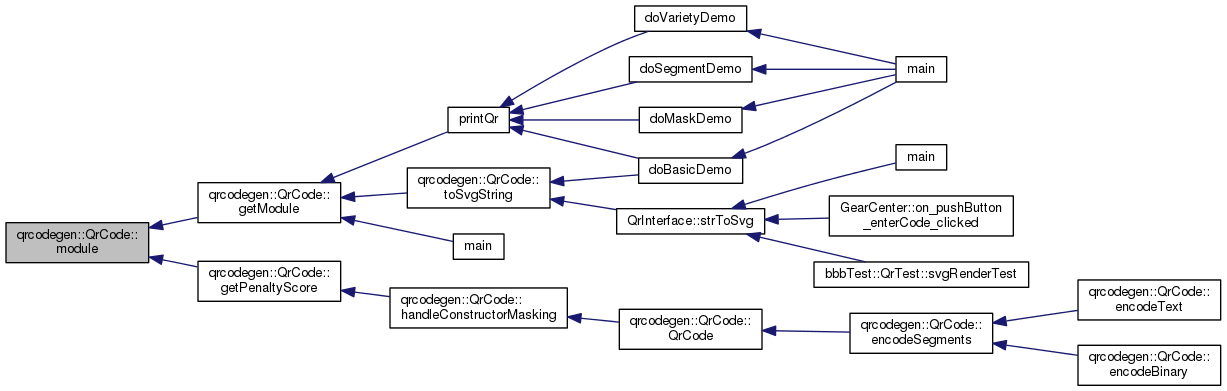 doVarietyDemo
doSegmentDemo
main
printQr
doMaskDemo
doBasicDemo
main
qrcodegen::QrCode::
toSvgString
qrcodegen::QrCode::
getModule
QrInterface::strToSvg
GearCenter::on_pushButton
_enterCode_clicked
qrcodegen::QrCode::
module
main
bbbTest::QrTest::svgRenderTest
qrcodegen::QrCode::
getPenaltyScore
qrcodegen::QrCode::
handleConstructorMasking
qrcodegen::QrCode::
QrCode
qrcodegen::QrCode::
encodeSegments
qrcodegen::QrCode::
encodeText
qrcodegen::QrCode::
encodeBinary